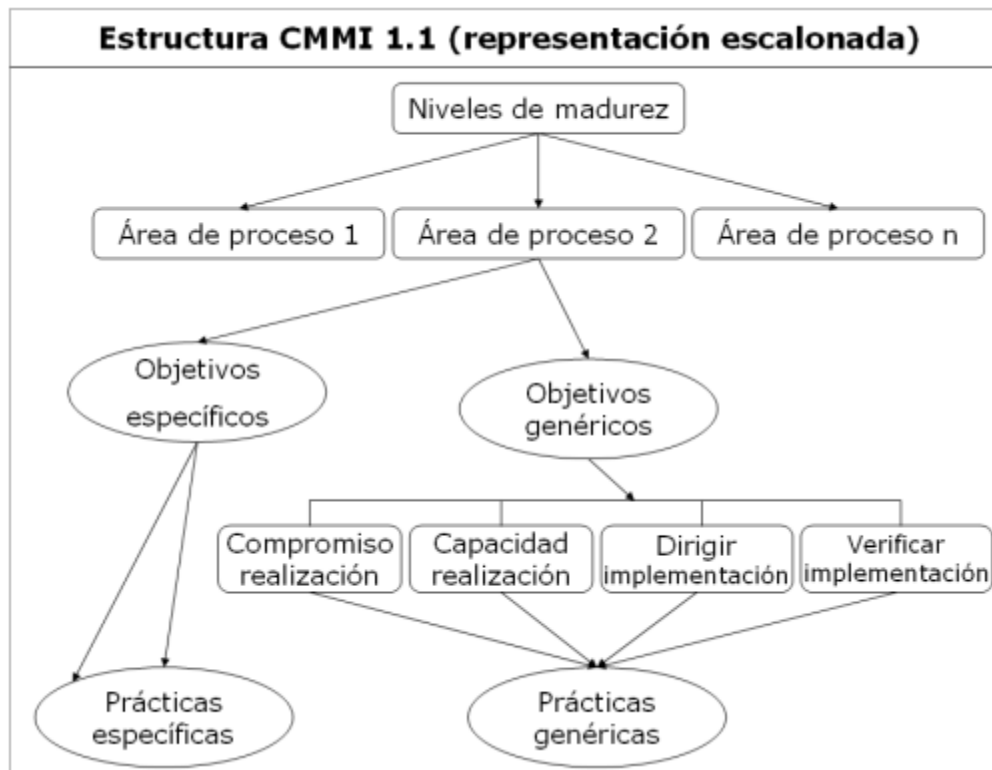 Estructura CMMI 1.1 (representación escalonada)
Niveles de madurez
Área de proceso 1
Área de proceso 2
Área de proceso n
Objetivos
específicos
Objetivos
genéricos
Compromiso
realización
Capacidad
realización
Dirigir
implementación
Verificar
implementación
Prácticas
específicas
Prácticas
genéricas